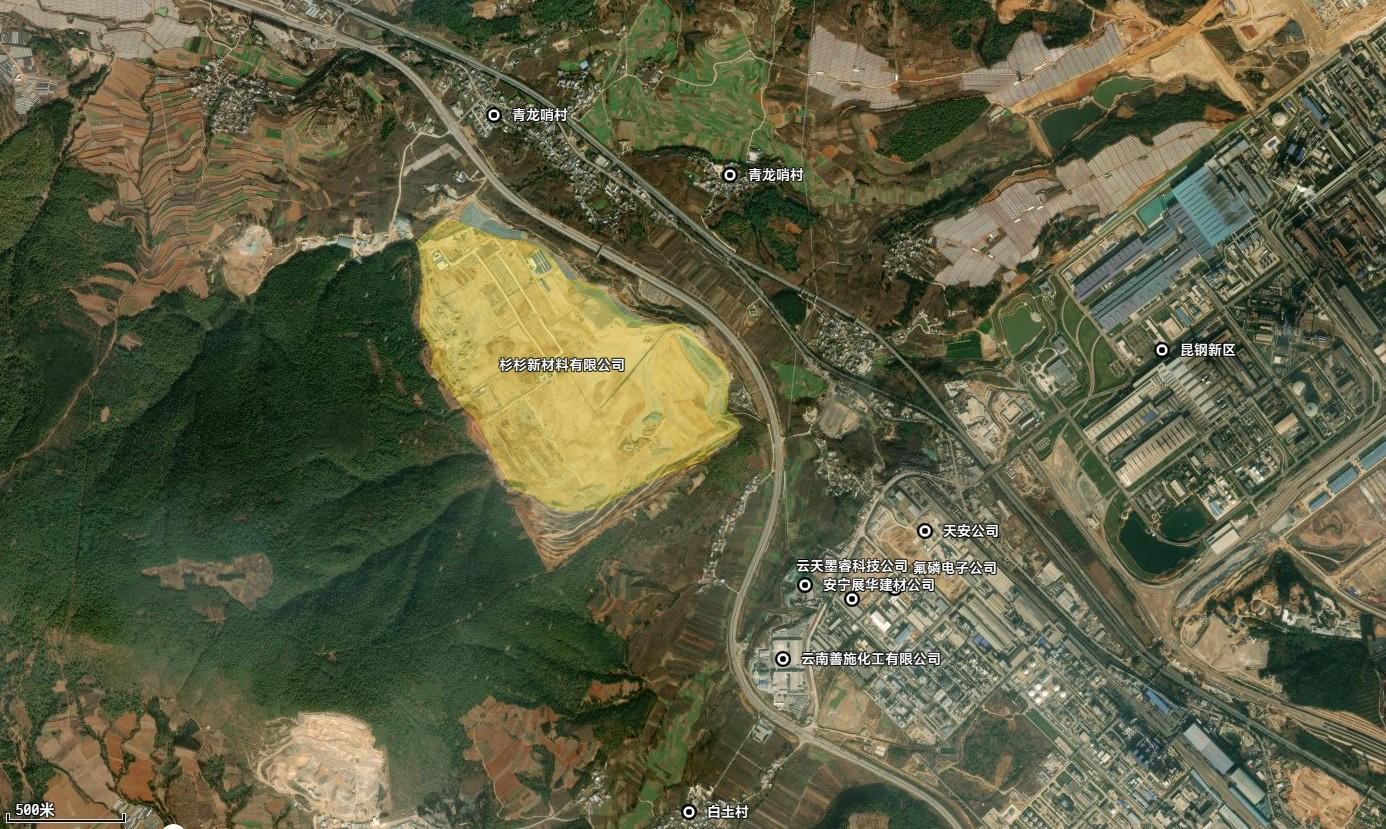 青龙哨村
青龙哨村
昆钢新区
杉杉新材料有限公司
天安公司
云天墨睿科技公司
氟磷电子公司
安宁展华建材公司
云南善施化工有限公司
白土村
500米